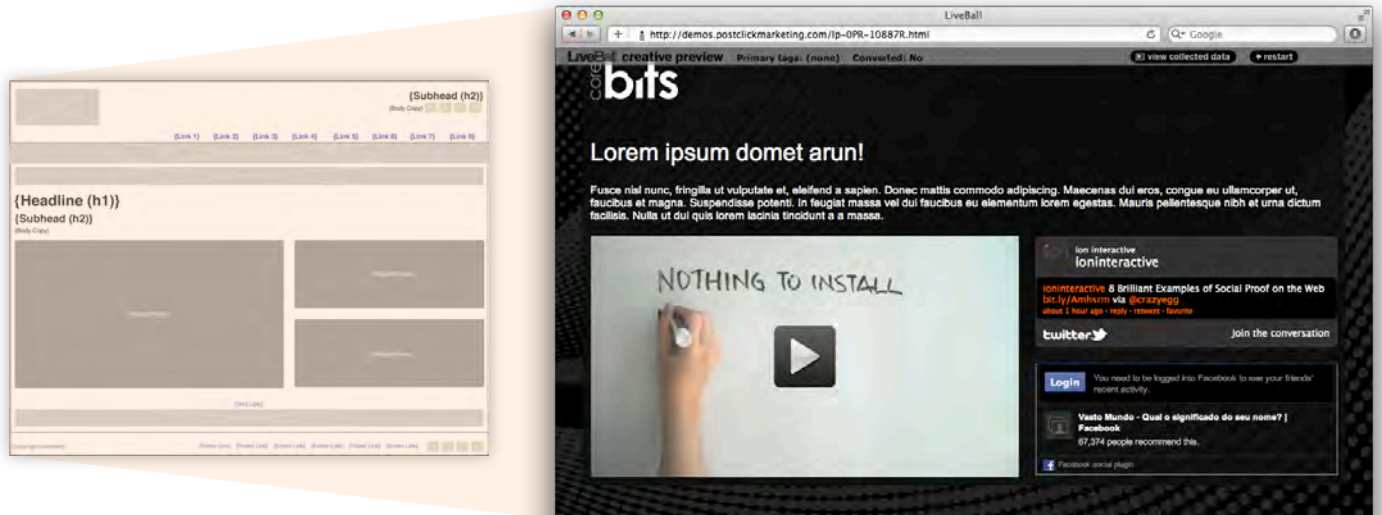 {Subhead (h2)}
{Body Copy}
{Link 1} {Link 2} {Link 3} {Link 4} {Link 5} {Link 6} {Link 7} {Link 8}
{Headline (h1)}
{Subhead (h2)}
{Body Copy}
LiveBall
http://demos.postclickmarketing.com/lp-0PR-10887R.html
Google
LiveBall creative preview Primary tags: (none) Converted: No
view collected data
+ restart
core
bits
Lorem ipsum domet arun!
Fusce nisl nunc, fringilla ut vulputate et, eleifend a sapien. Donec mattis commodo adipiscing. Maecenas dui eros, congue eu ullamcorper ut,
faucibus et magna. Suspendisse potenti. In feugiat massa vel dui faucibus eu elementum lorem egestas. Mauris pellentesque nibh et urna dictum
facilisis. Nulla ut dui quis lorem lacinia tincidunt a a massa.
NOTHING TO INSTALL
ion interactive
ioninteractive
ioninteractive 8 Brilliant Examples of Social Proof on the Web
bit.ly/Amhsrm via @crazyegg
about 1 hour ago · reply · retweet · favorite
twitter
Join the conversation
Login
You need to be logged into Facebook to see your friends'
recent activity.
Vasto Mundo - Qual o significado do seu nome? |
Facebook
67,374 people recommend this.
Facebook social plugin